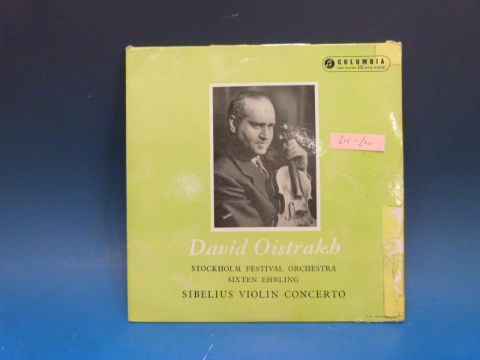 COLUMBIA
David Oistrakh
STOCKHOLM FESTIVAL ORCHESTRA
SIXTEN EHRLING
SIBELIUS VIOLIN CONCERTO